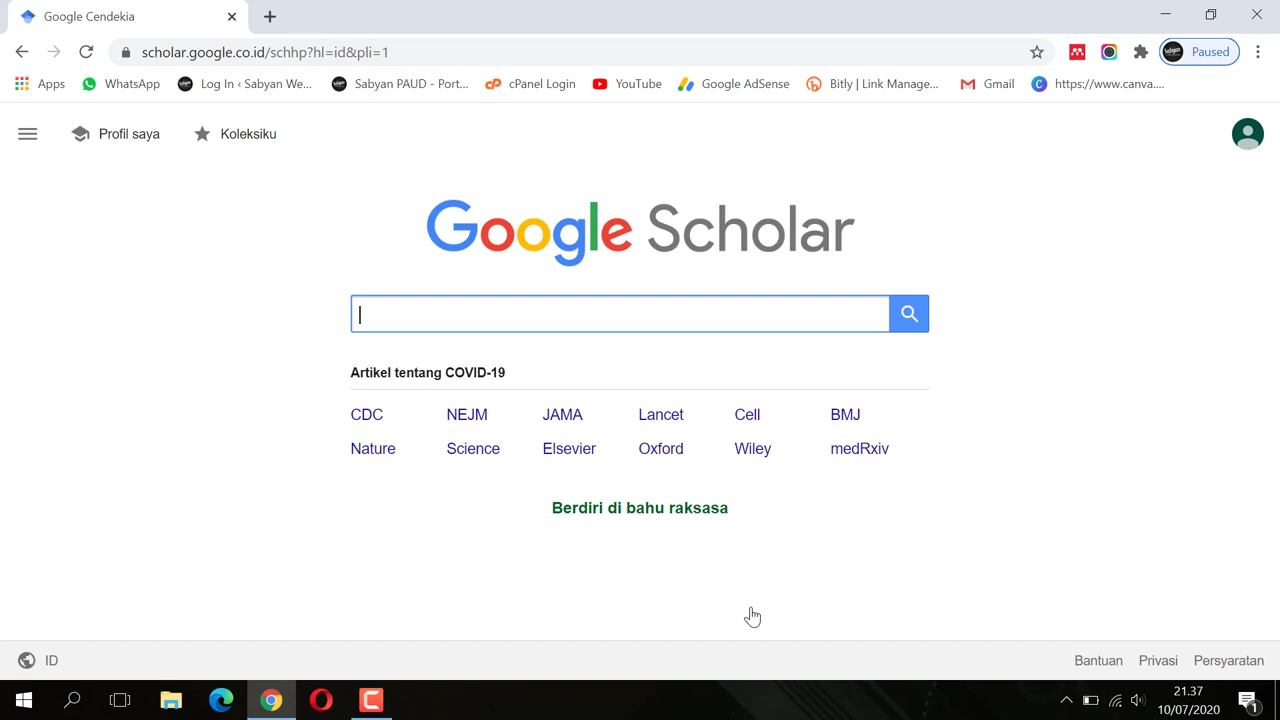 Google Cendekia
scholar.google.co.id/schhp?hl=id&pli=1
Paused
Apps WhatsApp Log In ‹ Sabyan We... Sabyan PAUD - Port... cPanel Login YouTube Google AdSense Bitly | Link Manage... Gmail https://www.canva....
Profil saya Koleksiku
Google Scholar
Artikel tentang COVID-19
CDC NEJM JAMA Lancet Cell BMJ
Nature Science Elsevier Oxford Wiley medRxiv
Berdiri di bahu raksasa
ID Bantuan Privasi Persyaratan
21.37
10/07/2020
1